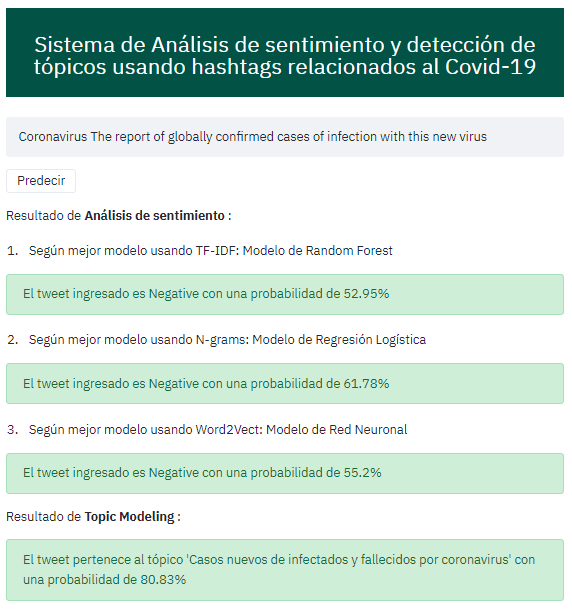 Sistema de Análisis de sentimiento y detección de
tópicos usando hashtags relacionados al Covid-19
Coronavirus The report of globally confirmed cases of infection with this new virus
Predecir
Resultado de Análisis de sentimiento :
1. Según mejor modelo usando TF-IDF: Modelo de Random Forest
El tweet ingresado es Negative con una probabilidad de 52.95%
2. Según mejor modelo usando N-grams: Modelo de Regresión Logística
El tweet ingresado es Negative con una probabilidad de 61.78%
3. Según mejor modelo usando Word2Vect: Modelo de Red Neuronal
El tweet ingresado es Negative con una probabilidad de 55.2%
Resultado de Topic Modeling :
El tweet pertenece al tópico 'Casos nuevos de infectados y fallecidos por coronavirus' con
una probabilidad de 80.83%